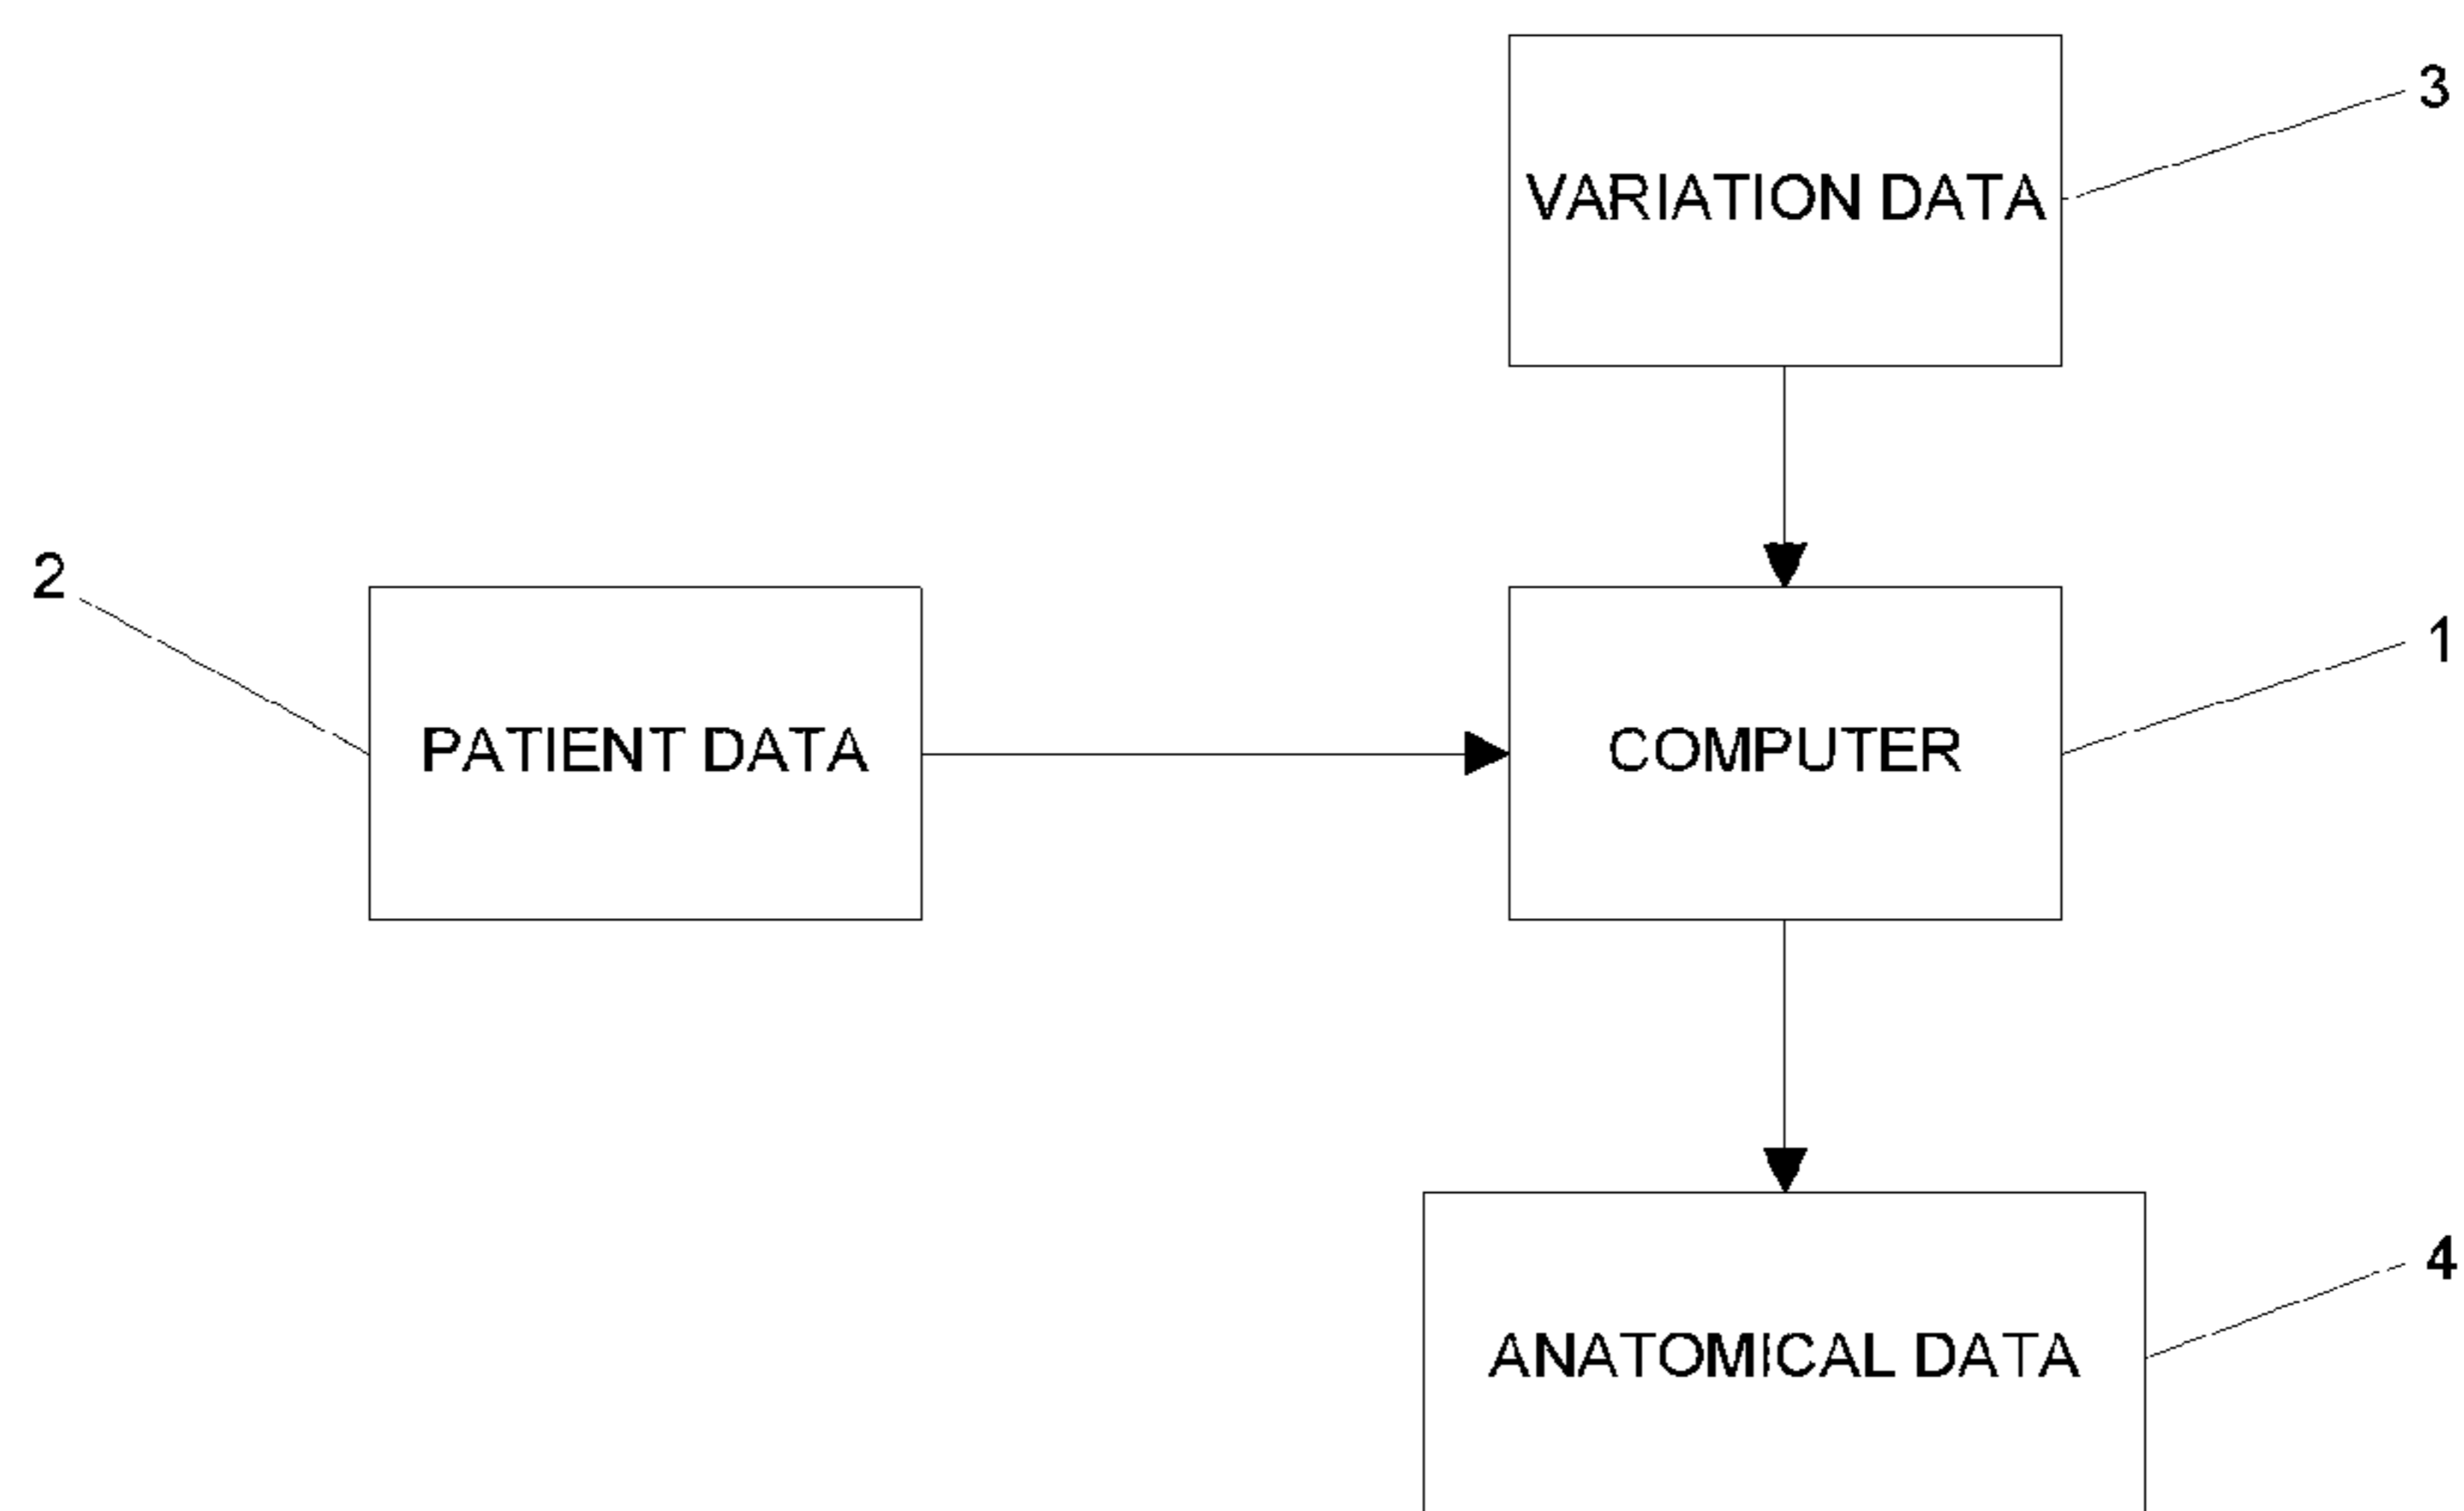 3
VARIATION DATA
2
1
PATIENT DATA
COMPUTER
4
ANATOMICAL DATA